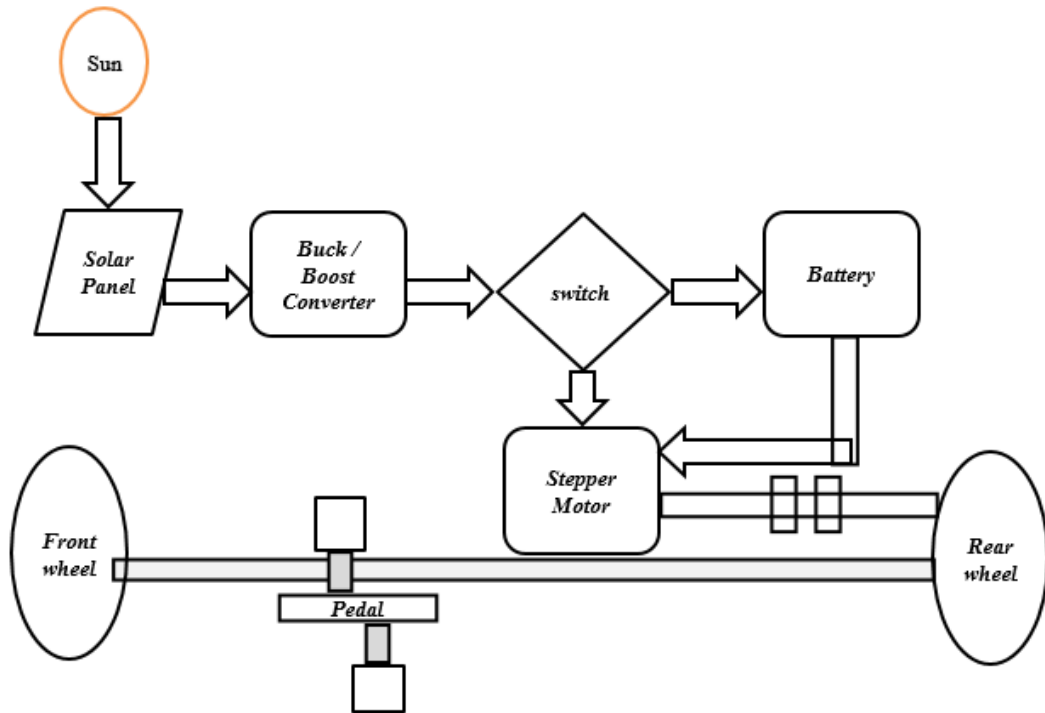 Sun
Solar
Panel
Buck /
Boost
Converter
switch
Battery
Stepper
Motor
Front
wheel
Pedal
Rear
wheel